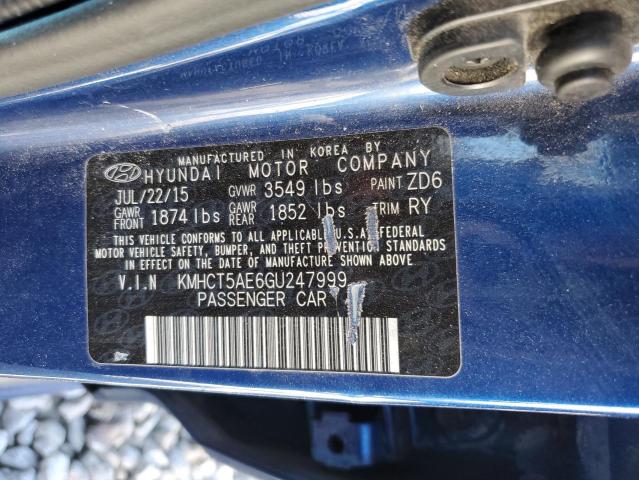 MANUFACTURED IN KOREA BY
HYUNDAI MOTOR COMPANY
JUL/22/15 GVWR 3549 lbs PAINT ZD6
GAWR FRONT 1874 lbs GAWR REAR 1852 lbs TRIM RY
THIS VEHICLE CONFORMS TO ALL APPLICABLE U.S.A FEDERAL
MOTOR VEHICLE SAFETY, BUMPER, AND THEFT PREVENTION STANDARDS
IN EFFECT ON THE DATE OF MANUFACTURE SHOWN ABOVE
V.I.N KMHCT5AE6GU247999
PASSENGER CAR